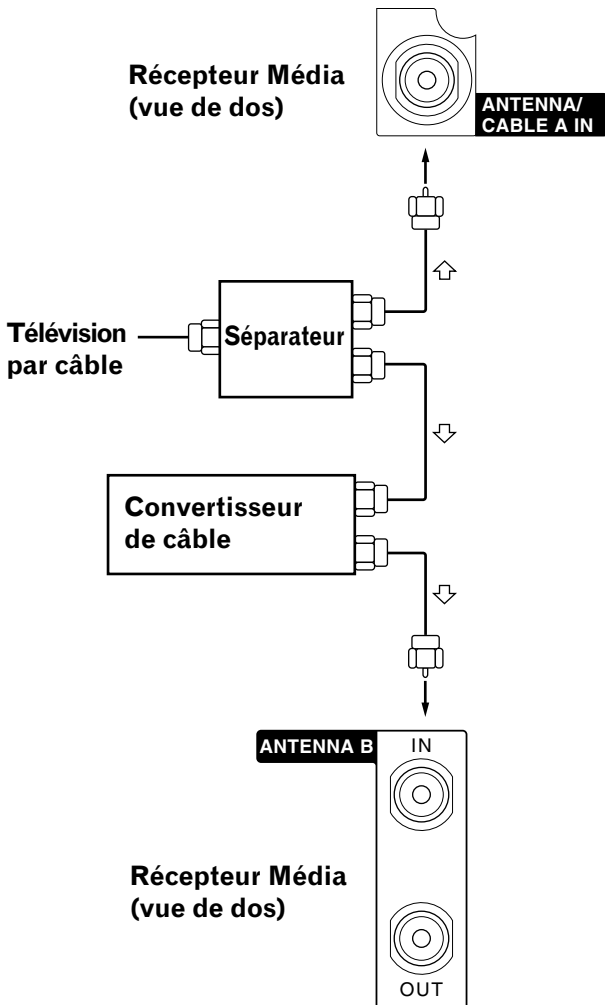 Récepteur Média
(vue de dos)
ANTENNA/
CABLE A IN
Télévision
par câble
Séparateur
Convertisseur
de câble
ANTENNA B
IN
Récepteur Média
(vue de dos)
OUT